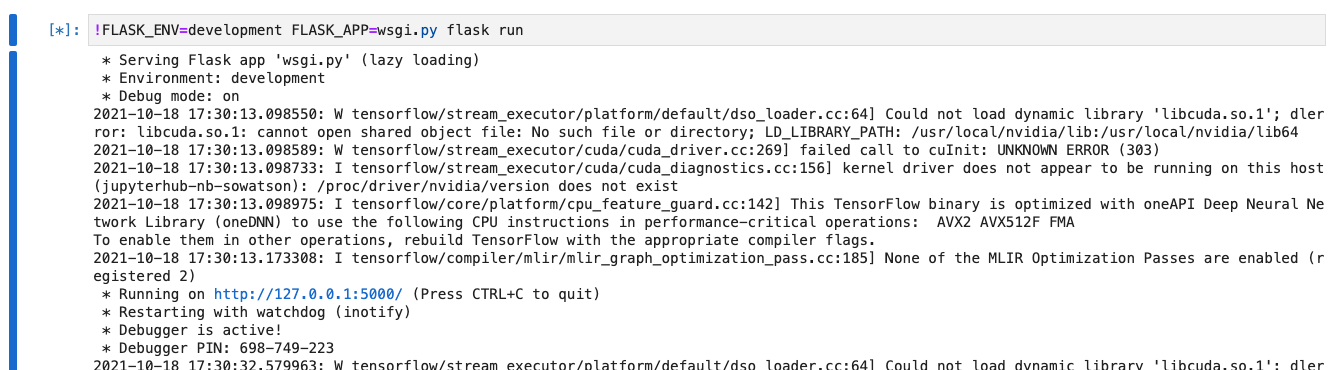 [*]: !FLASK_ENV=development FLASK_APP=wsgi.py flask run
* Serving Flask app 'wsgi.py' (lazy loading)
* Environment: development
* Debug mode: on
2021-10-18 17:30:13.098550: W tensorflow/stream_executor/platform/default/dso_loader.cc:64] Could not load dynamic library 'libcuda.so.1'; dler
ror: libcuda.so.1: cannot open shared object file: No such file or directory; LD_LIBRARY_PATH: /usr/local/nvidia/lib:/usr/local/nvidia/lib64
2021-10-18 17:30:13.098589: W tensorflow/stream_executor/cuda/cuda_driver.cc:269] failed call to cuInit: UNKNOWN ERROR (303)
2021-10-18 17:30:13.098733: I tensorflow/stream_executor/cuda/cuda_diagnostics.cc:156] kernel driver does not appear to be running on this host
(jupyterhub-nb-sowatson): /proc/driver/nvidia/version does not exist
2021-10-18 17:30:13.098975: I tensorflow/core/platform/cpu_feature_guard.cc:142] This TensorFlow binary is optimized with oneAPI Deep Neural Ne
twork Library (oneDNN) to use the following CPU instructions in performance-critical operations:  AVX2 AVX512F FMA
To enable them in other operations, rebuild TensorFlow with the appropriate compiler flags.
2021-10-18 17:30:13.173308: I tensorflow/compiler/mlir/mlir_graph_optimization_pass.cc:185] None of the MLIR Optimization Passes are enabled (r
egistered 2)
* Running on http://127.0.0.1:5000/ (Press CTRL+C to quit)
* Restarting with watchdog (inotify)
* Debugger is active!
* Debugger PIN: 698-749-223
2021-10-18 17:30:32.579963: W tensorflow/stream_executor/platform/default/dso_loader.cc:64] Could not load dynamic library 'libcuda.so.1'; dler